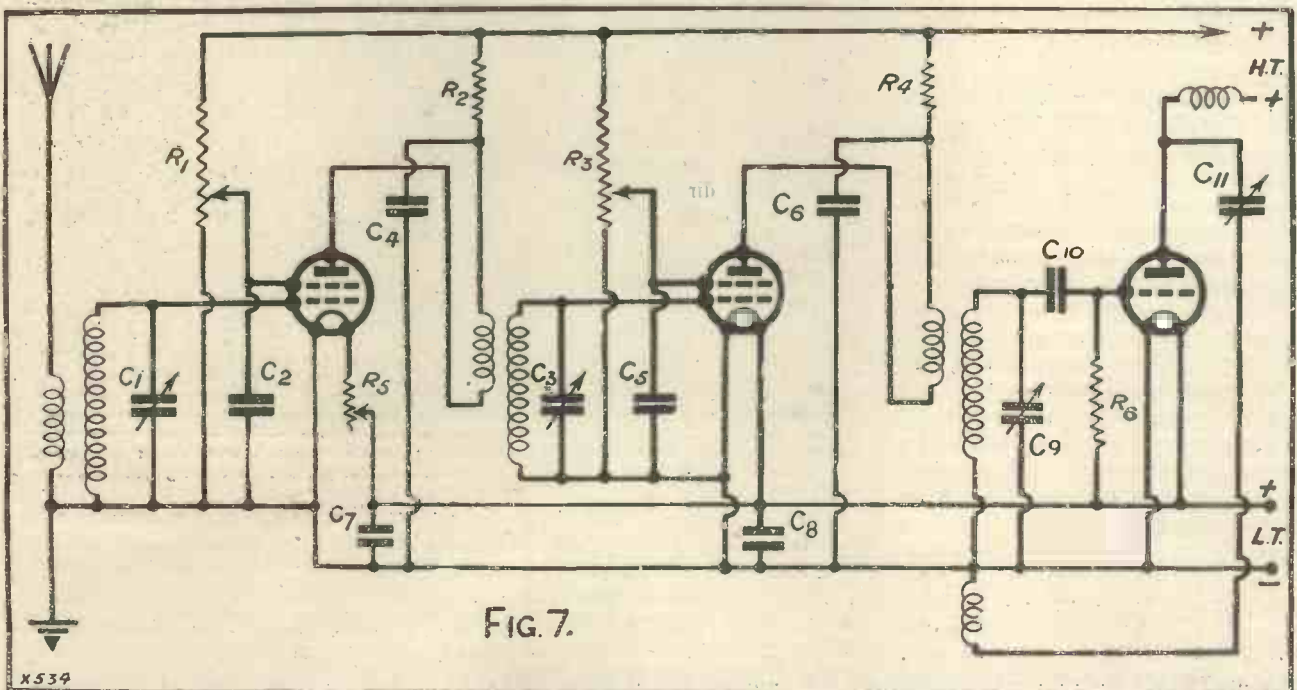 +
H.T.
- +
R1
R2
R3
R4
C4
C6
C10
C11
C1
C2
R5
C3
C5
C9
R6
C7
C8
+
L.T.
-
FIG. 7.
X534